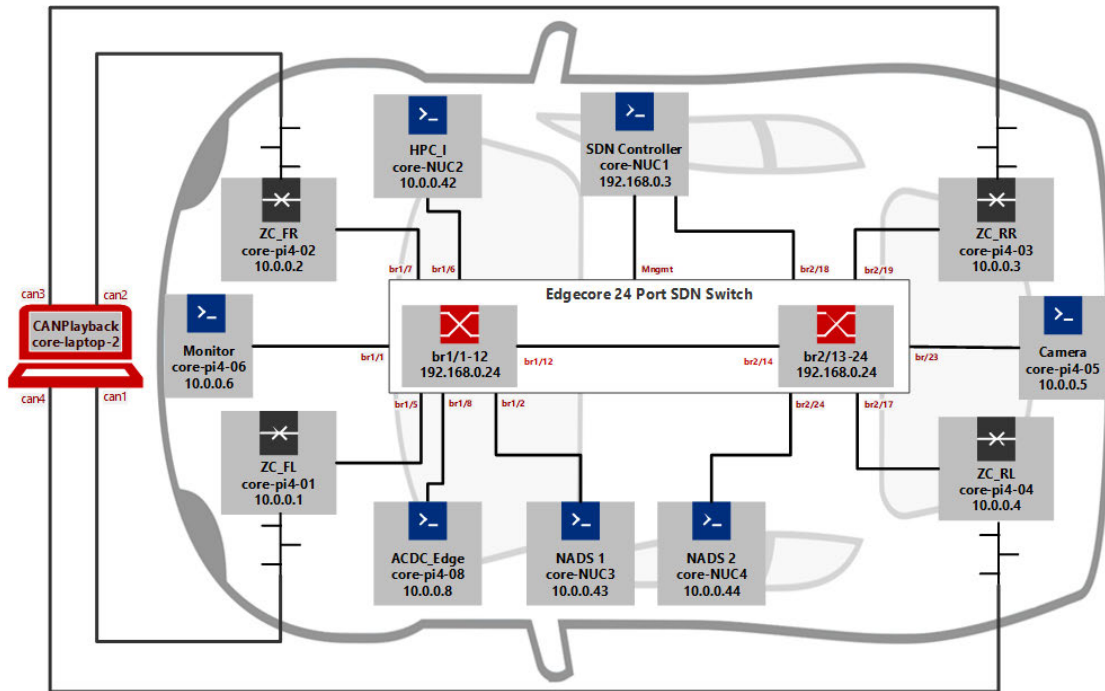 HPC_I
core-NUC2
10.0.0.42
SDN Controller
core-NUC1
192.168.0.3
ZC_FR
core-pi4-02
10.0.0.2
ZC_RR
core-pi4-03
10.0.0.3
br1/7
br1/6
Mngmt
br2/18
br2/19
can3
can2
CANPlayback
core-laptop-2
can4
can1
Monitor
core-pi4-06
10.0.0.6
br1/1
Edgecore 24 Port SDN Switch
br1/1-12
192.168.0.24
br1/12
br2/14
br2/13-24
192.168.0.24
br/23
Camera
core-pi4-05
10.0.0.5
br1/5
br1/8
br1/2
br2/24
br2/17
ZC_FL
core-pi4-01
10.0.0.1
ZC_RL
core-pi4-04
10.0.0.4
ACDC_Edge
core-pi4-08
10.0.0.8
NADS 1
core-NUC3
10.0.0.43
NADS 2
core-NUC4
10.0.0.44